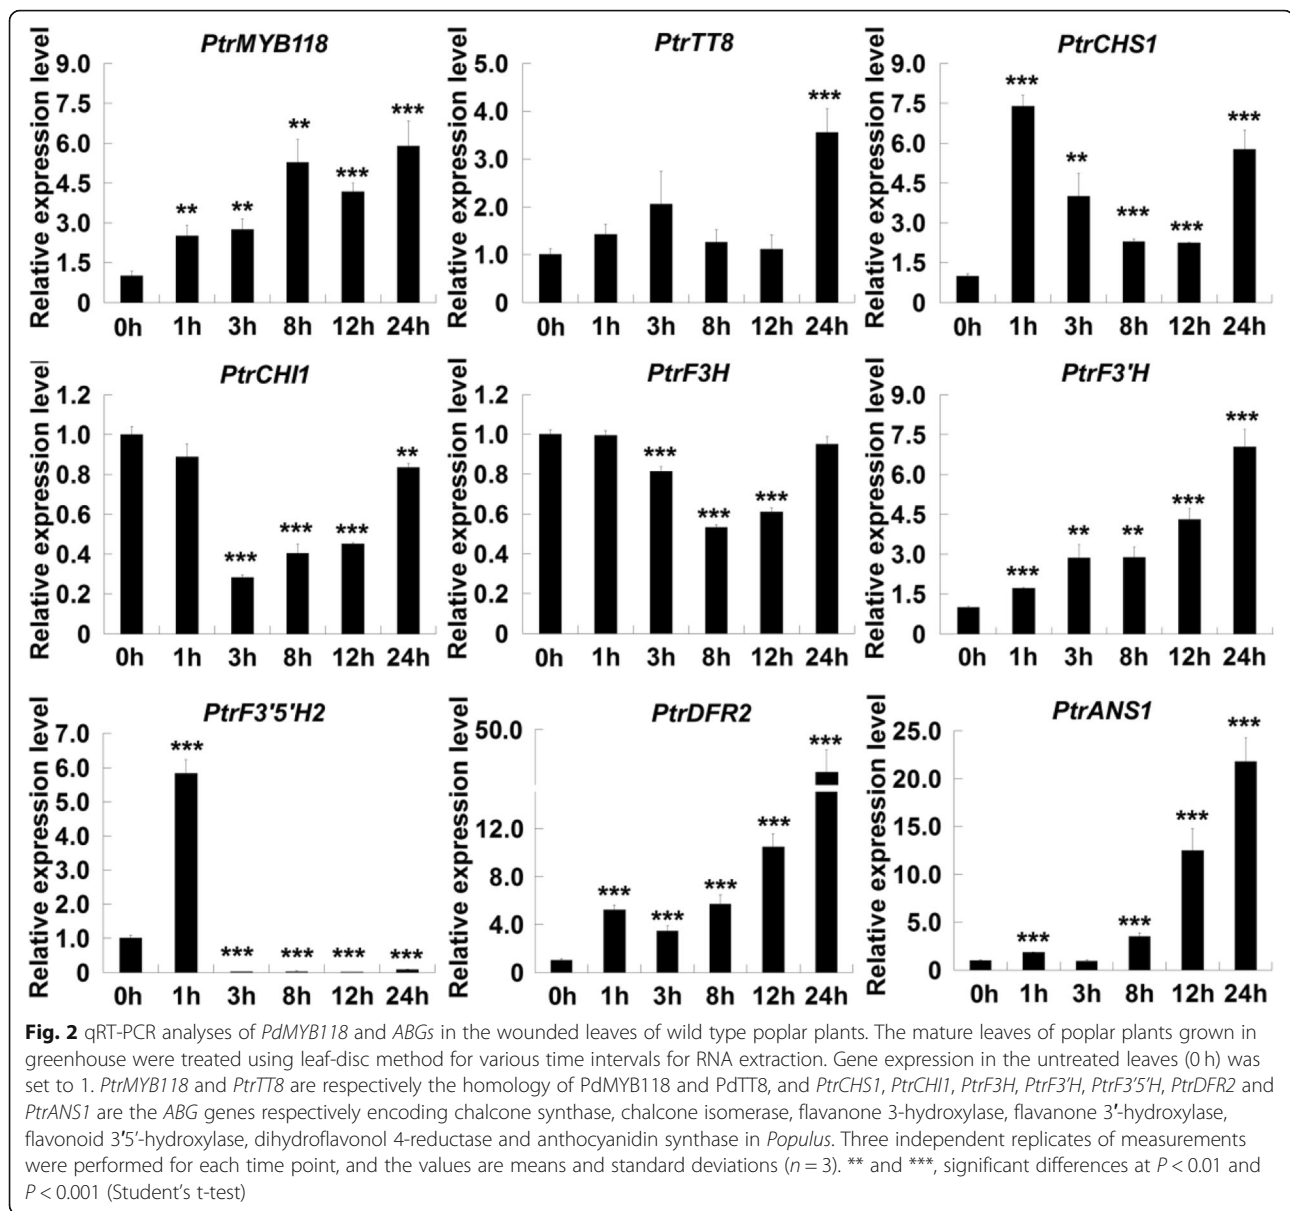 PtrMYB118
Relative expression level
9.0
7.5
6.0
4.5
3.0
1.5
0
** ** ** *** ***
0h 1h 3h 8h 12h 24h
PtrTT8
Relative expression level
5.0
4.0
3.0
2.0
1.0
0
***
0h 1h 3h 8h 12h 24h
PtrCHS1
Relative expression level
9.0
7.5
6.0
4.5
3.0
1.5
0
*** ** *** *** ***
0h 1h 3h 8h 12h 24h
PtrCHI1
Relative expression level
1.2
1.0
0.8
0.6
0.4
0.2
0
*** *** *** **
0h 1h 3h 8h 12h 24h
PtrF3H
Relative expression level
1.2
1.0
0.8
0.6
0.4
0.2
0
*** *** ***
0h 1h 3h 8h 12h 24h
PtrF3'H
Relative expression level
9.0
7.5
6.0
4.5
3.0
1.5
0
*** ** ** *** ***
0h 1h 3h 8h 12h 24h
PtrF3'5'H2
Relative expression level
7.0
6.0
5.0
4.0
3.0
2.0
1.0
0
*** *** *** *** ***
0h 1h 3h 8h 12h 24h
PtrDFR2
Relative expression level
50.0
12.0
8.0
4.0
0
*** *** *** *** ***
0h 1h 3h 8h 12h 24h
PtrANS1
Relative expression level
25.0
20.0
15.0
10.0
5.0
0
*** *** *** ***
0h 1h 3h 8h 12h 24h
Fig. 2 qRT-PCR analyses of PdMYB118 and ABGs in the wounded leaves of wild type poplar plants. The mature leaves of poplar plants grown in
greenhouse were treated using leaf-disc method for various time intervals for RNA extraction. Gene expression in the untreated leaves (0 h) was
set to 1. PtrMYB118 and PtrTT8 are respectively the homology of PdMYB118 and PdTT8, and PtrCHS1, PtrCHI1, PtrF3H, PtrF3'H, PtrF3'5'H, PtrDFR2 and
PtrANS1 are the ABG genes respectively encoding chalcone synthase, chalcone isomerase, flavanone 3-hydroxylase, flavanone 3′-hydroxylase,
flavonoid 3′5'-hydroxylase, dihydroflavonol 4-reductase and anthocyanidin synthase in Populus. Three independent replicates of measurements
were performed for each time point, and the values are means and standard deviations (n = 3). ** and ***, significant differences at P < 0.01 and
P < 0.001 (Student's t-test)